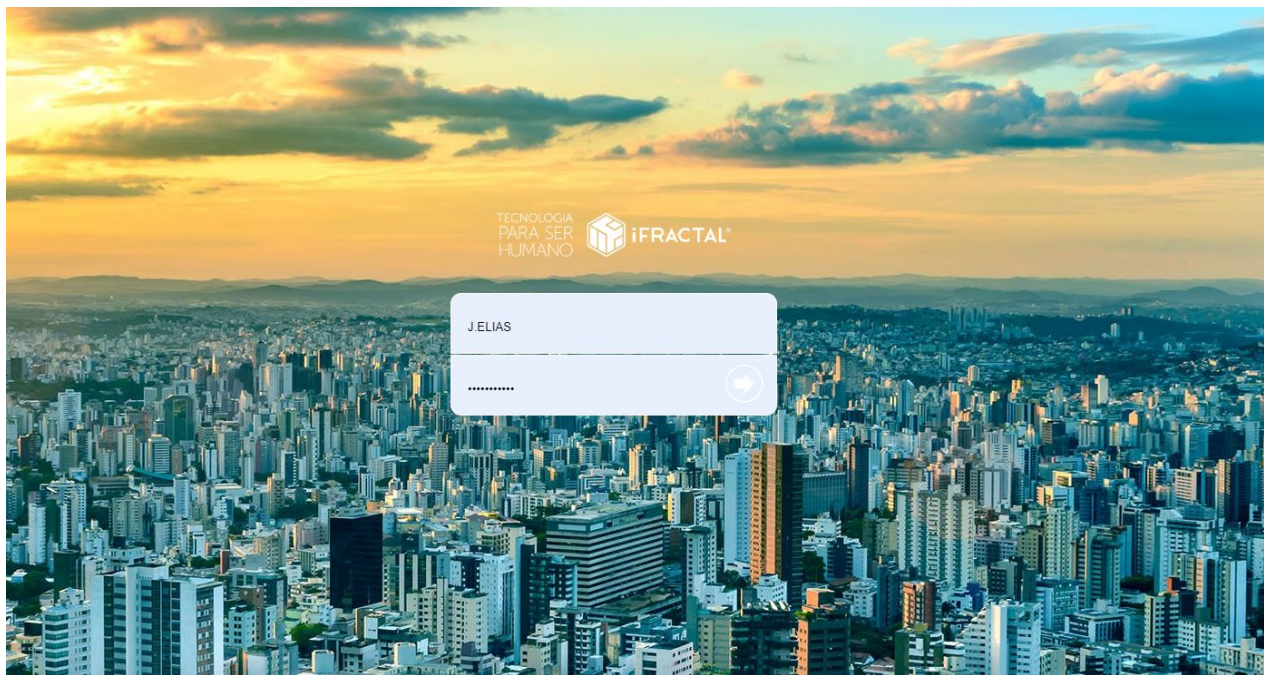 TECNOLOGIA
PARA SER
HUMANO
iFRACTAL®
J.ELIAS
•••••••••••